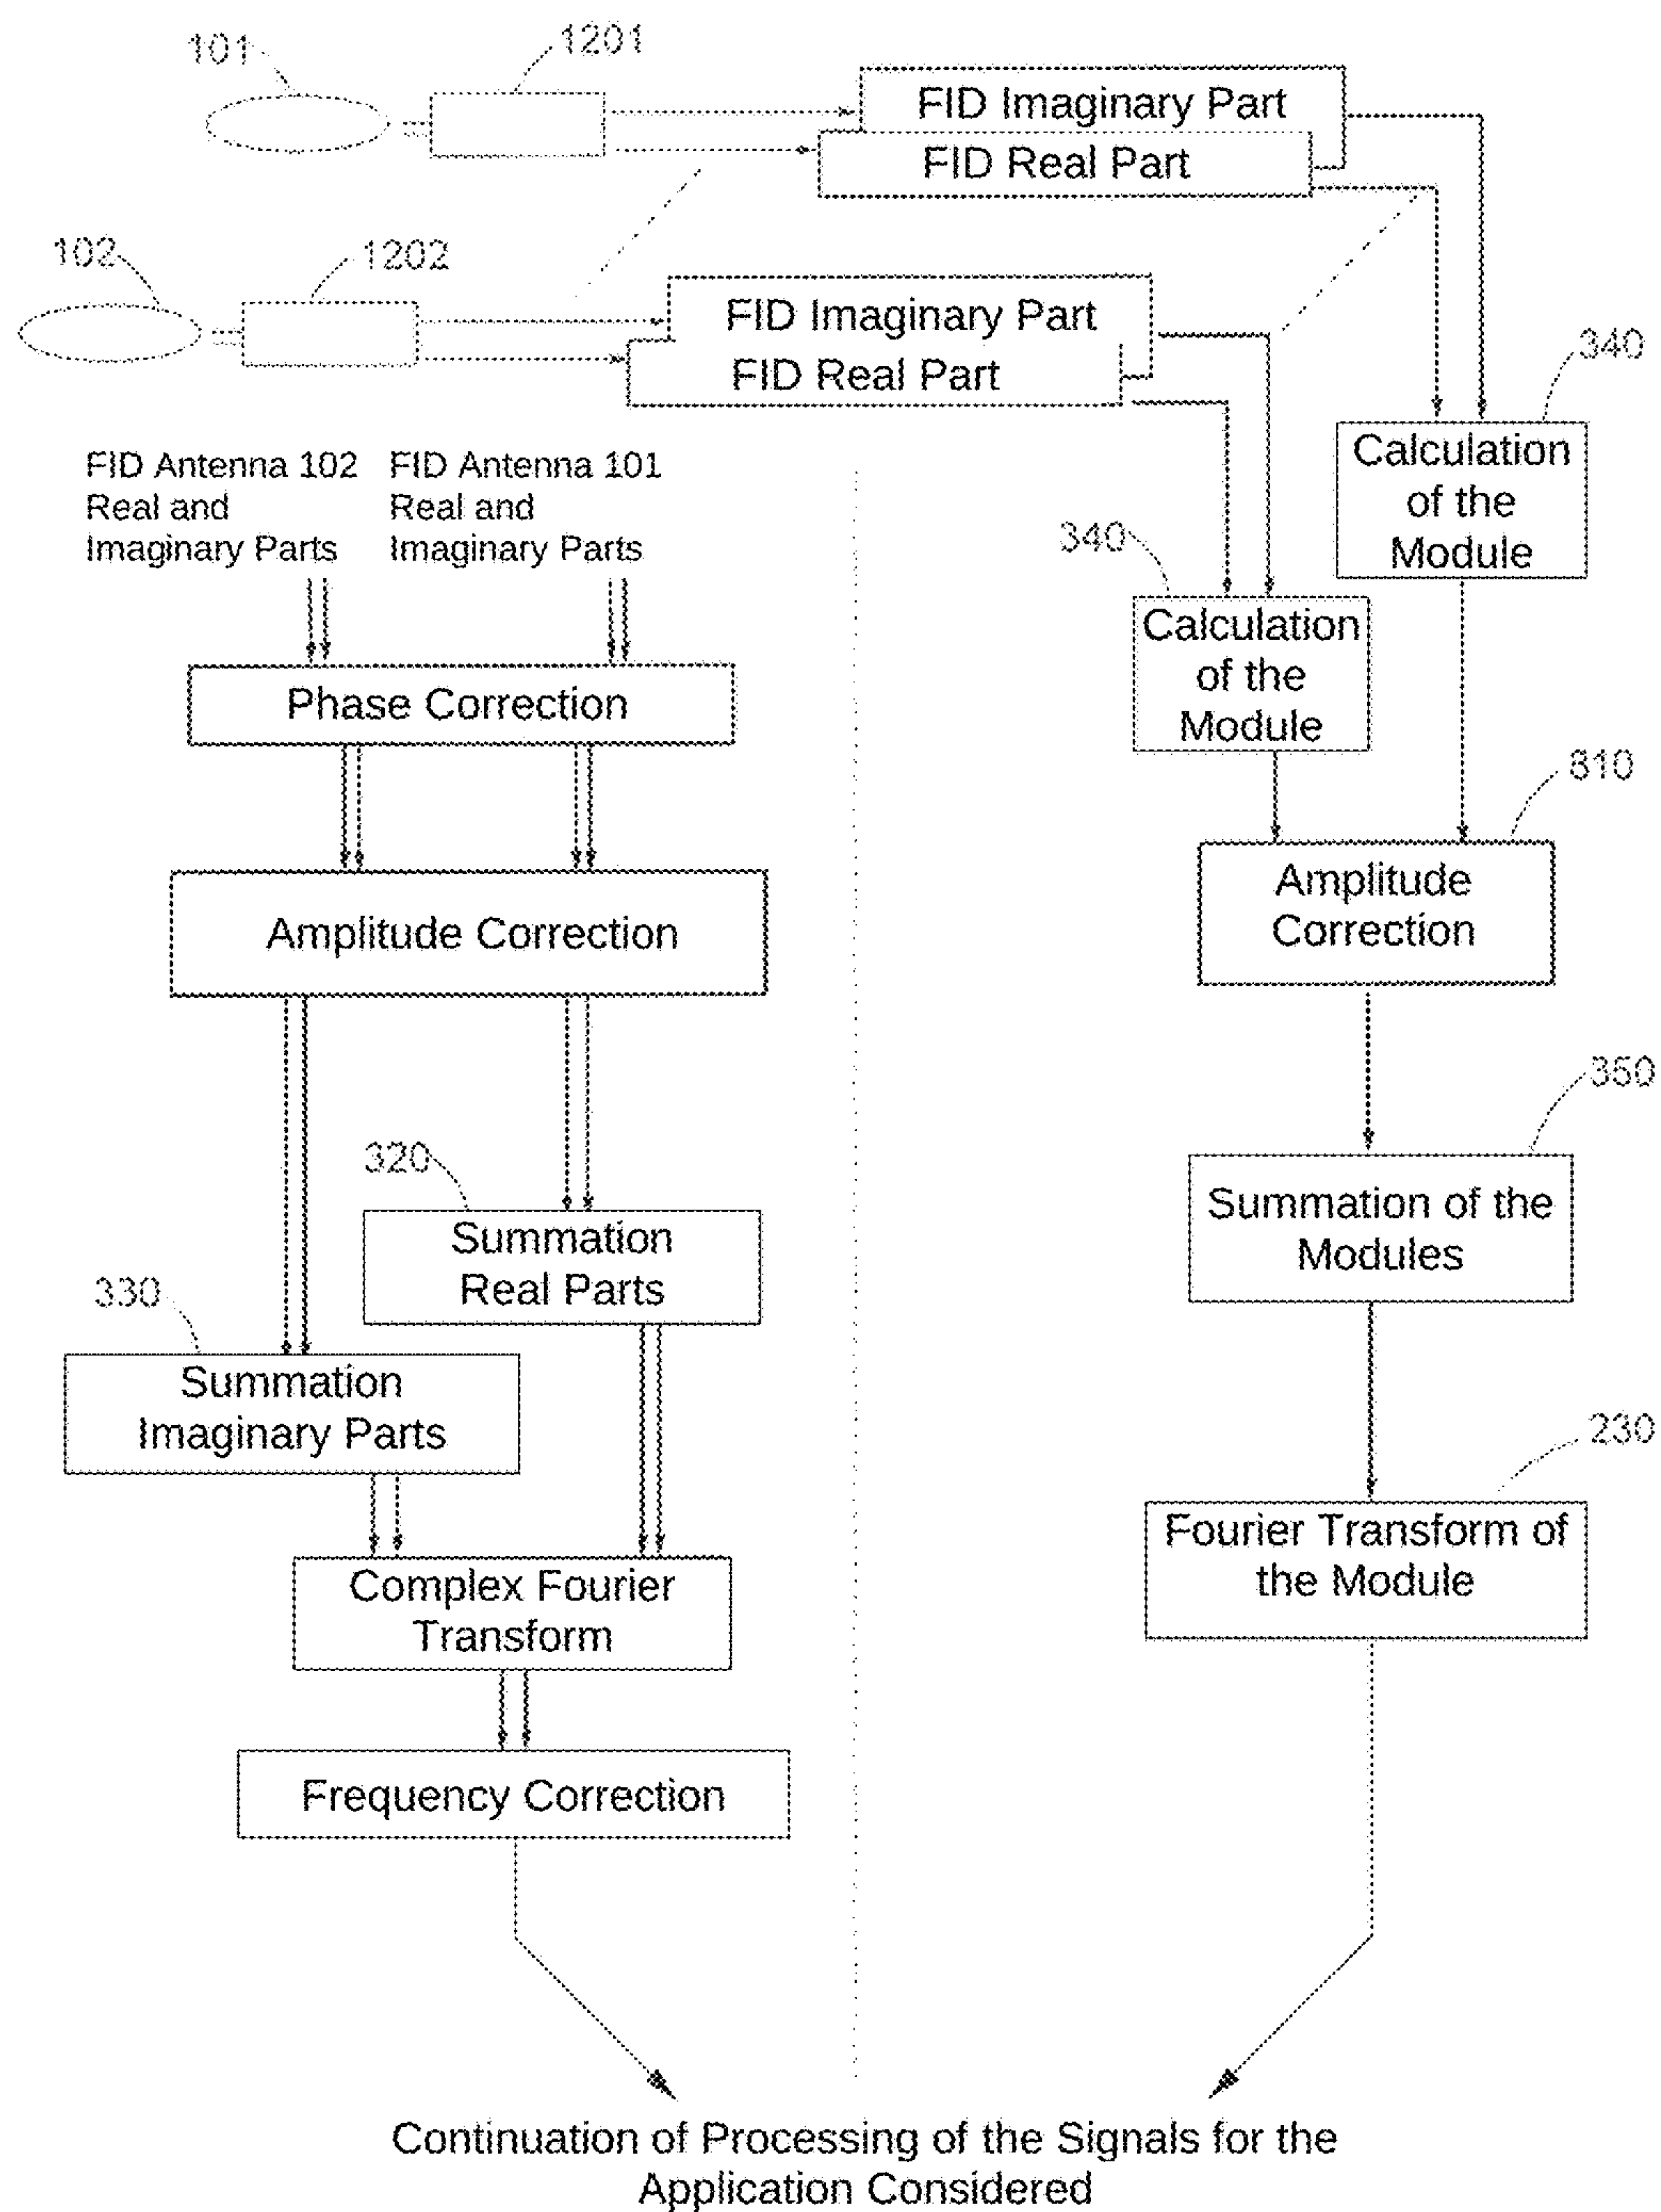 101
1201
FID Imaginary Part
FID Real Part
102
1202
FID Imaginary Part
FID Real Part
340
Calculation
of the
Module
FID Antenna 102
Real and
Imaginary Parts
FID Antenna 101
Real and
Imaginary Parts
340
Calculation
of the
Module
Phase Correction
810
Amplitude
Correction
Amplitude Correction
350
Summation of the
Modules
320
Summation
Real Parts
330
Summation
Imaginary Parts
230
Fourier Transform of
the Module
Complex Fourier
Transform
Frequency Correction
Continuation of Processing of the Signals for the
Application Considered